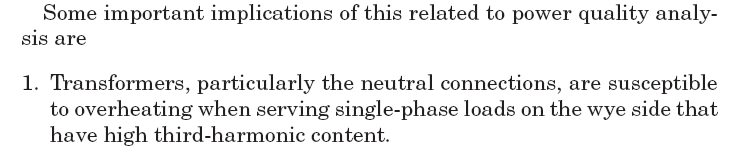 Some important implications of this related to power quality analy-
sis are
1. Transformers, particularly the neutral connections, are susceptible
to overheating when serving single-phase loads on the wye side that
have high third-harmonic content.